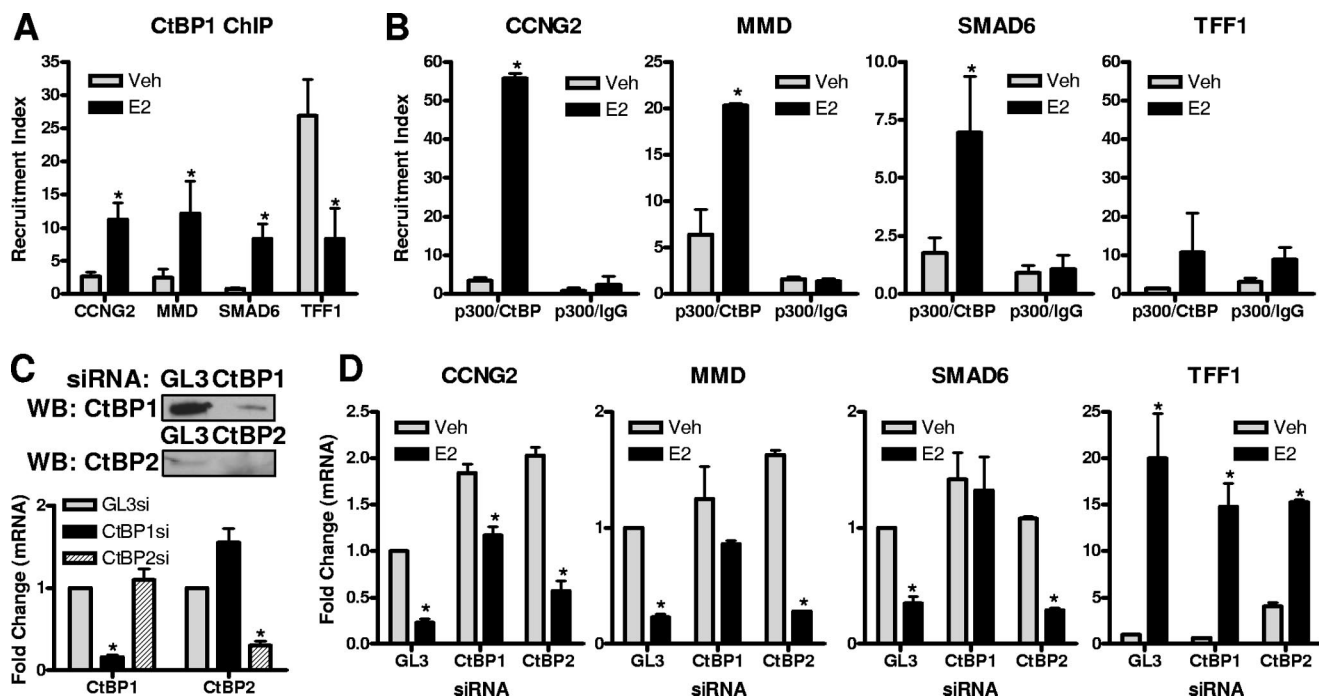 A
CtBP1 ChIP
Recruitment Index
35
30
25
20
15
10
5
0
Veh
E2
*
*
*
*
CCNG2 MMD SMAD6 TFF1
B
CCNG2
Recruitment Index
60
50
40
30
20
10
0
Veh
E2
*
p300/CtBP p300/IgG
MMD
25
20
15
10
5
0
Veh
E2
*
p300/CtBP p300/IgG
SMAD6
10.0
7.5
5.0
2.5
0.0
Veh
E2
*
p300/CtBP p300/IgG
TFF1
60
50
40
30
20
10
0
Veh
E2
p300/CtBP p300/IgG
C
siRNA: GL3 CtBP1
WB: CtBP1
GL3 CtBP2
WB: CtBP2
Fold Change (mRNA)
2
1
0
GL3si
CtBP1si
CtBP2si
*
*
CtBP1 CtBP2
D
CCNG2
Fold Change (mRNA)
2.5
2.0
1.5
1.0
0.5
0.0
Veh
E2
*
*
*
GL3 CtBP1 CtBP2
siRNA
MMD
2
1
0
Veh
E2
*
*
GL3 CtBP1 CtBP2
siRNA
SMAD6
2
1
0
Veh
E2
*
*
GL3 CtBP1 CtBP2
siRNA
TFF1
25
20
15
10
5
0
Veh
E2
*
*
*
GL3 CtBP1 CtBP2
siRNA